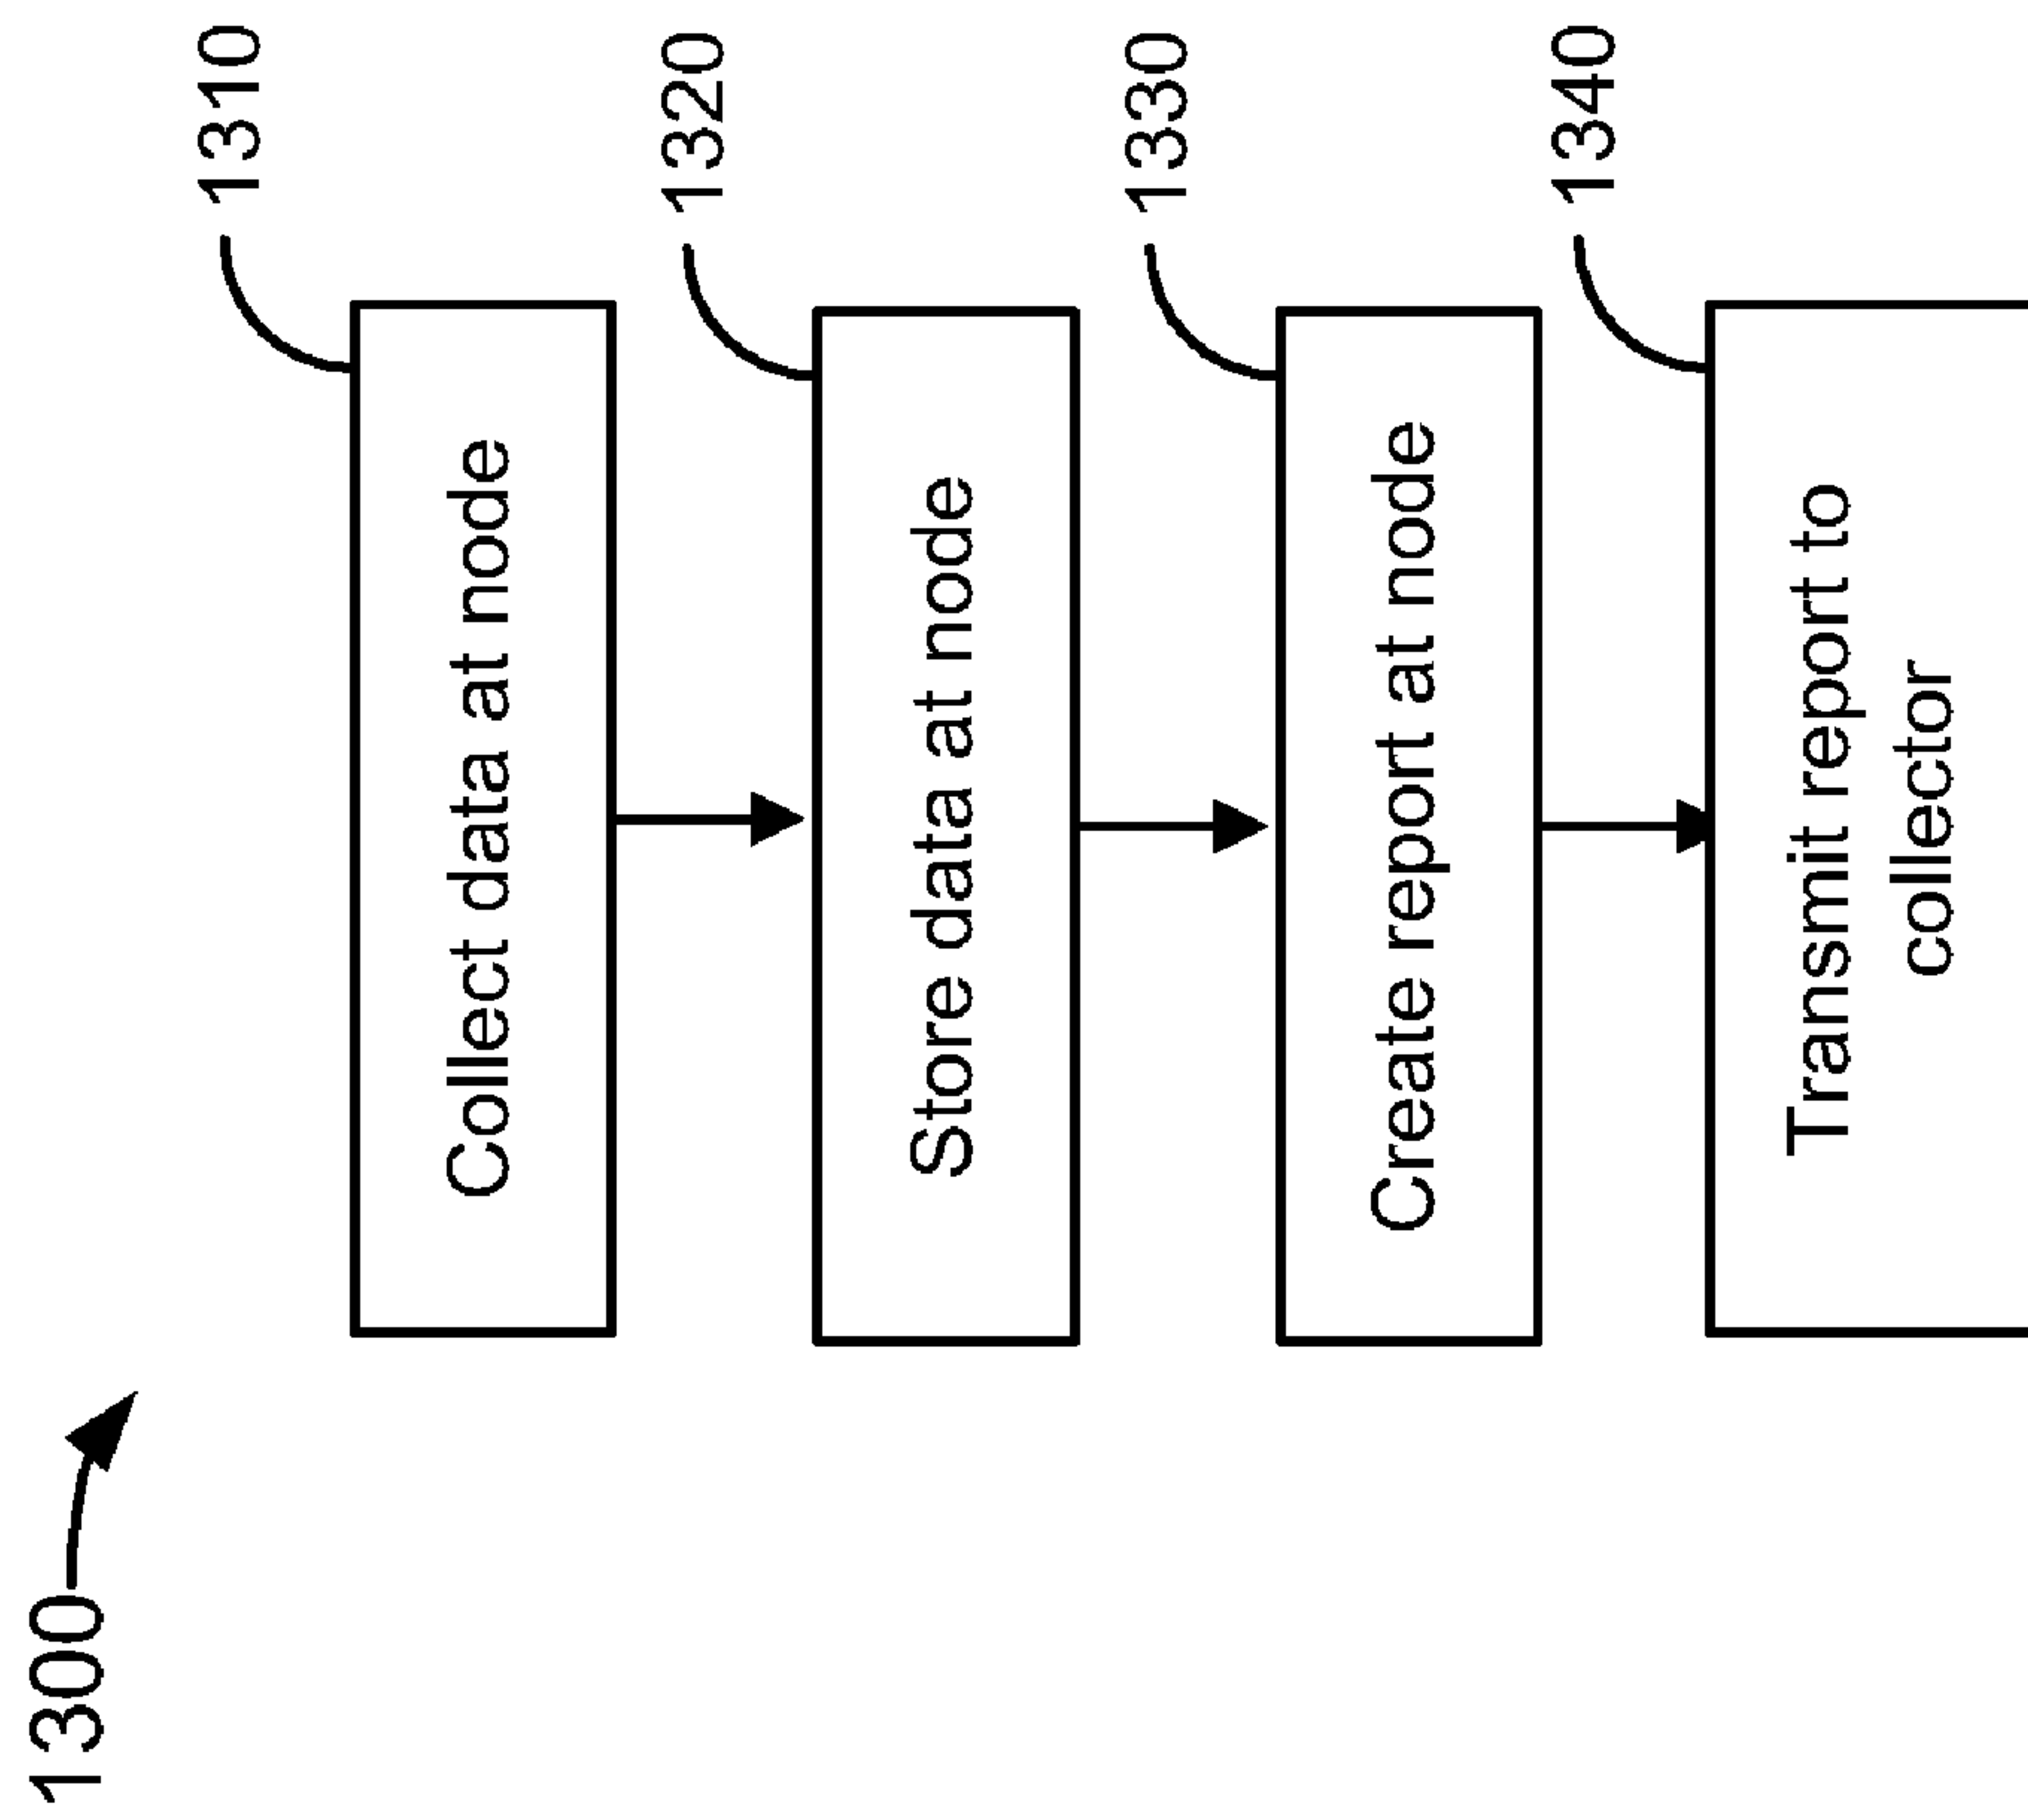 1300
1310
Collect data at node
1320
Store data at node
1330
Create report at node
1340
Transmit report to
collector